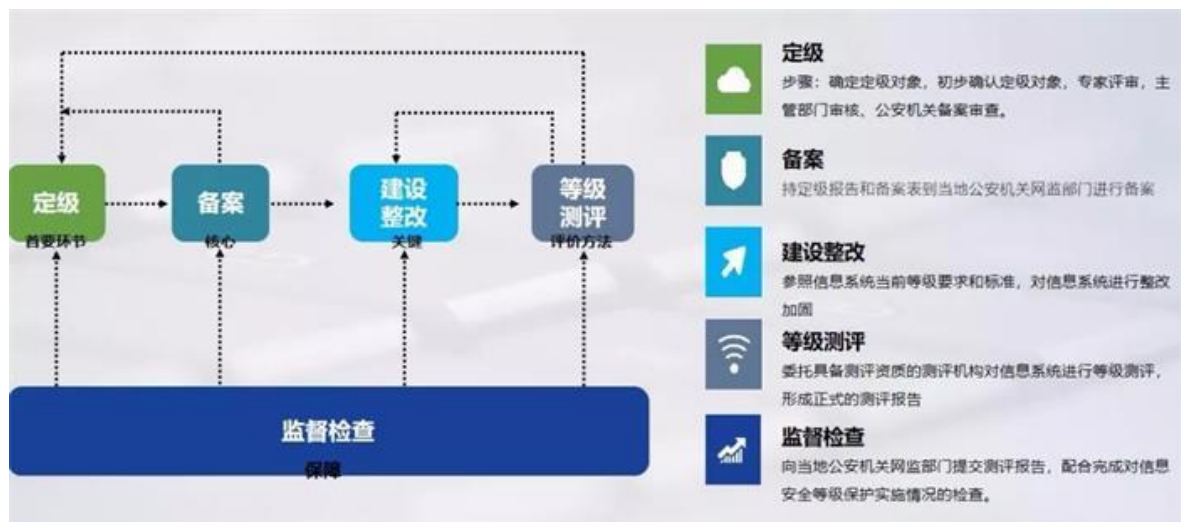 定级
首要环节
备案
核心
建设
整改
关键
等级
测评
评价方法
监督检查
保障
定级
步骤：确定定级对象，初步确认定级对象，专家评审，主
管部门审核、公安机关备案审查。
备案
持定级报告和备案表到当地公安机关网监部门进行备案
建设整改
参照信息系统当前等级要求和标准，对信息系统进行整改
加固
等级测评
委托具备测评资质的测评机构对信息系统进行等级测评，
形成正式的测评报告
监督检查
向当地公安机关网监部门提交测评报告，配合完成对信息
安全等级保护实施情况的检查。